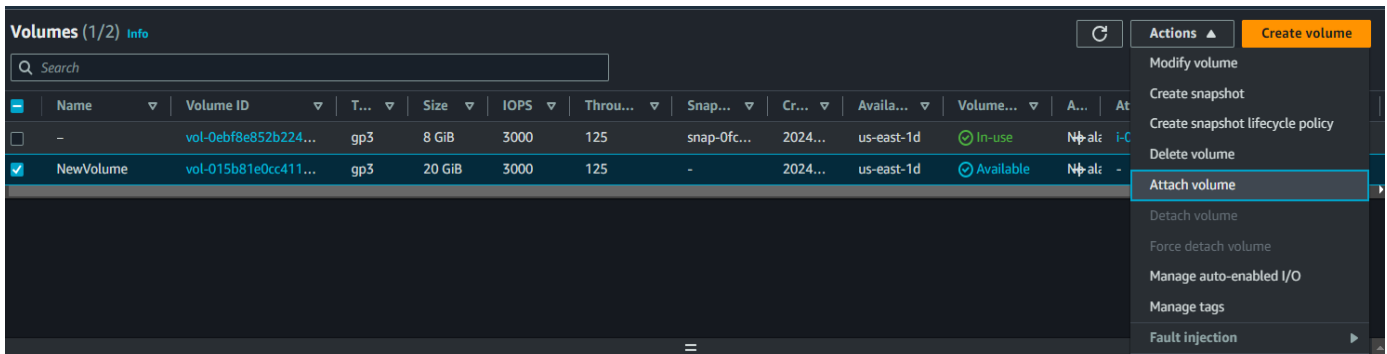 Volumes (1/2) Info
Actions
Create volume
Search
Name Volume ID T... Size IOPS Throu... Snap... Cr... Availa... Volume... A... At
– vol-0ebf8e852b224... gp3 8 GiB 3000 125 snap-0fc... 2024... us-east-1d In-use
NewVolume vol-015b81e0cc411... gp3 20 GiB 3000 125 - 2024... us-east-1d Available -
Modify volume
Create snapshot
Create snapshot lifecycle policy
Delete volume
Attach volume
Detach volume
Force detach volume
Manage auto-enabled I/O
Manage tags
Fault injection